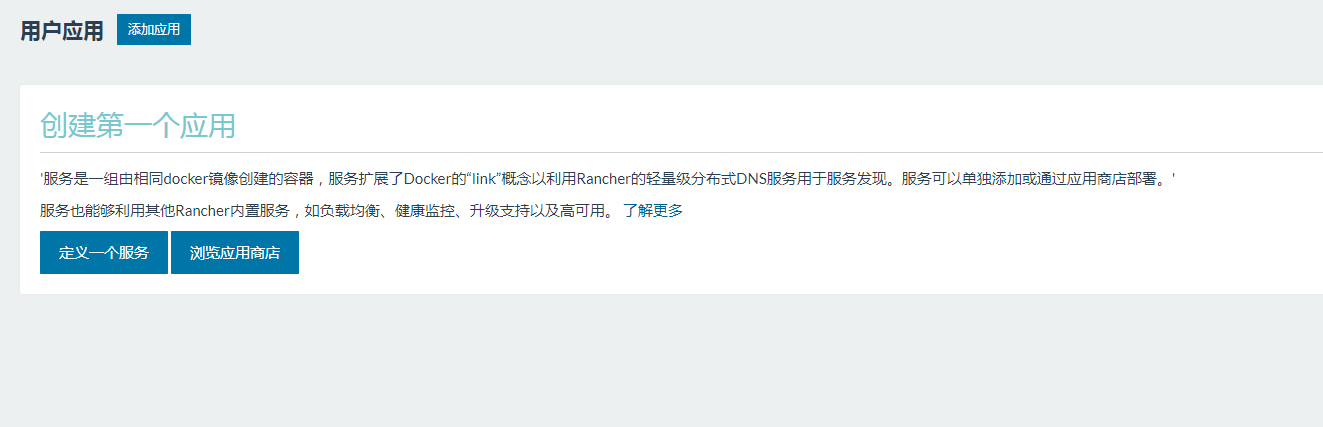 用户应用 添加应用
创建第一个应用
'服务是一组由相同docker镜像创建的容器，服务扩展了Docker的“link”概念以利用Rancher的轻量级分布式DNS服务用于服务发现。服务可以单独添加或通过应用商店部署。'
服务也能够利用其他Rancher内置服务，如负载均衡、健康监控、升级支持以及高可用。 了解更多
定义一个服务 浏览应用商店